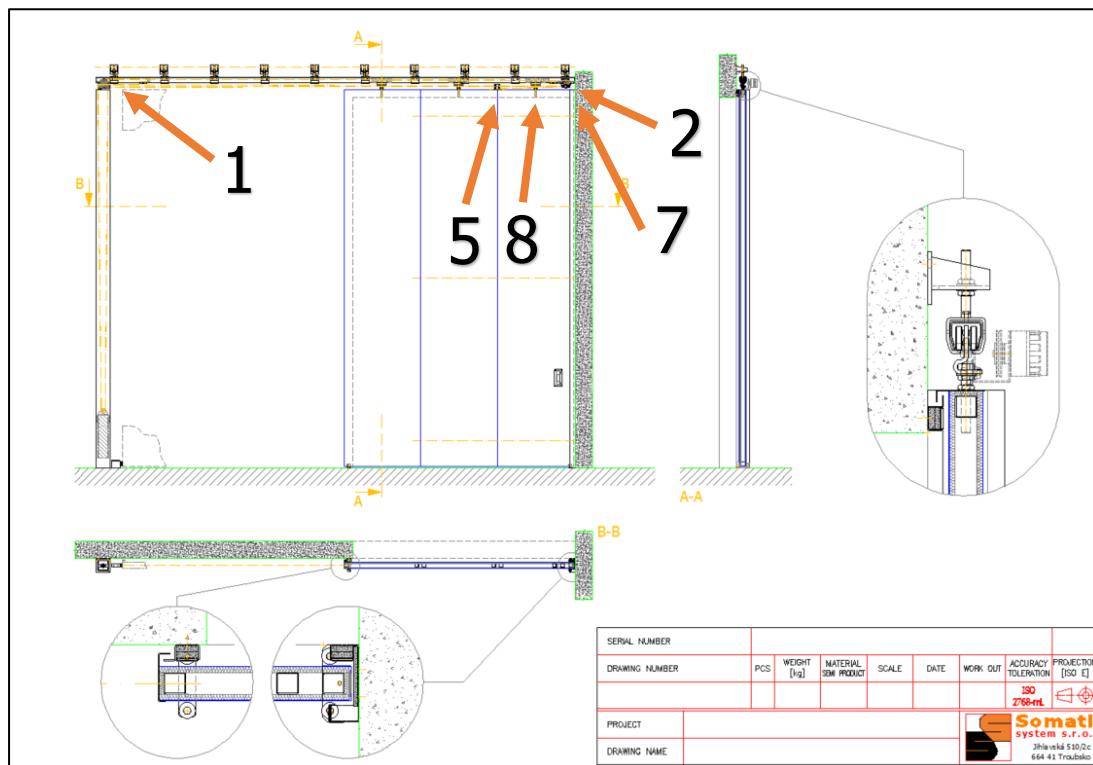 A
1
5
8
2
7
B
B
A
A-A
B-B
SERIAL NUMBER
DRAWING NUMBER
PCS
WEIGHT
[kg]
MATERIAL
SEMI PRODUCT
SCALE
DATE
WORK OUT
ACCURACY
TOLERATION
PROJECTION
[ISO E]
ISO
2768-mL
PROJECT
DRAWING NAME
Somati
system s.r.o.
Jihlavská 510/2c
664 41 Troubsko